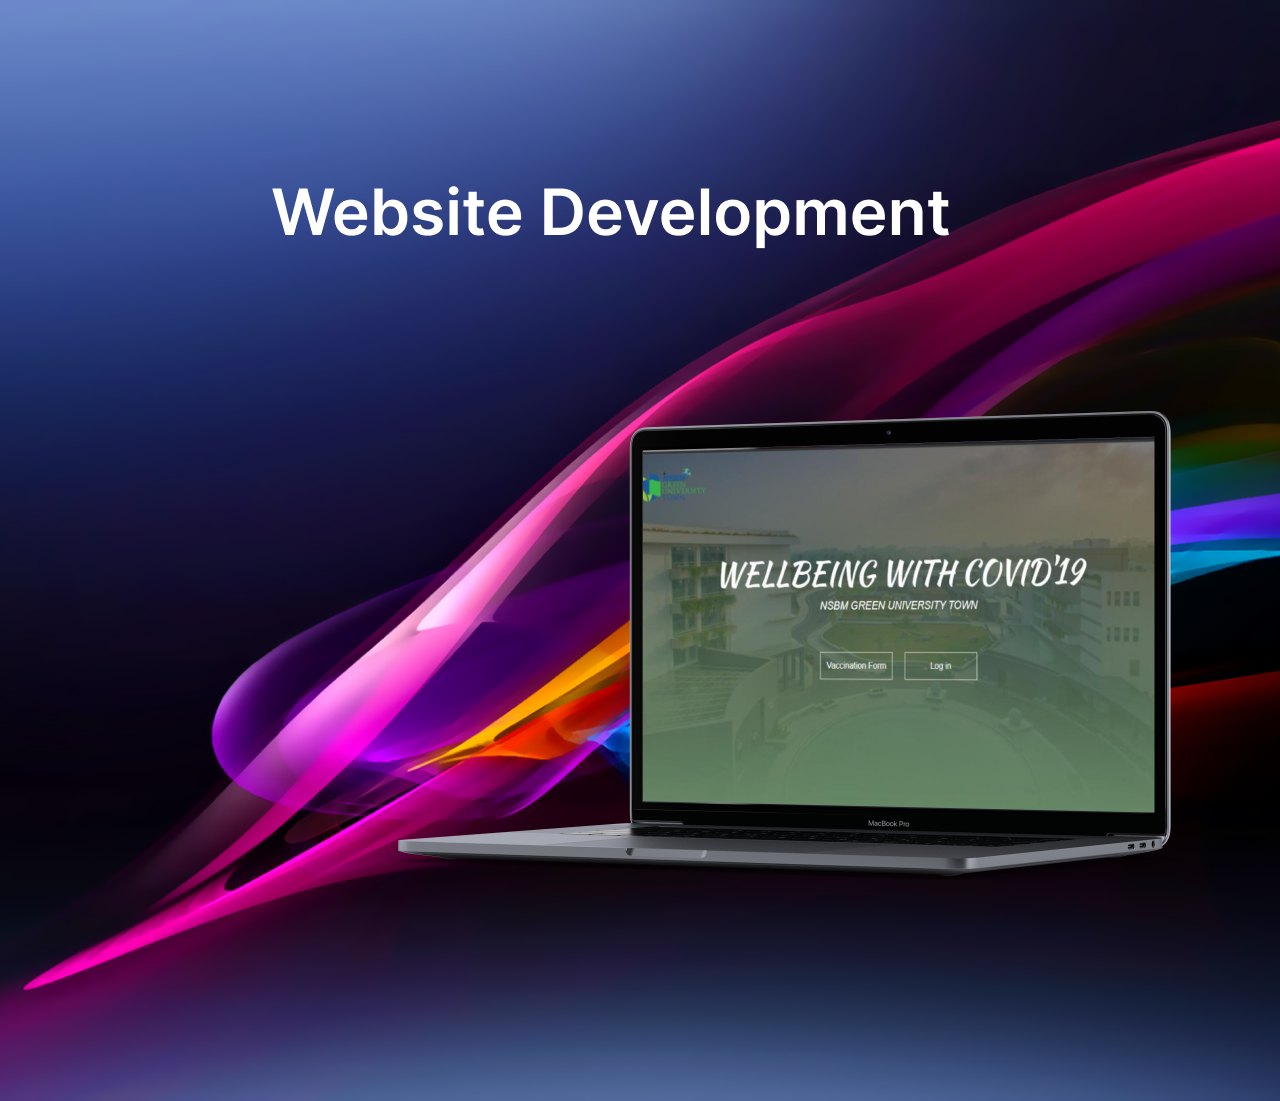 Website Development
GREEN
UNIVERSITY
WELLBEING WITH COVID'19
NSBM GREEN UNIVERSITY TOWN
Vaccination Form
Log in
MacBook Pro